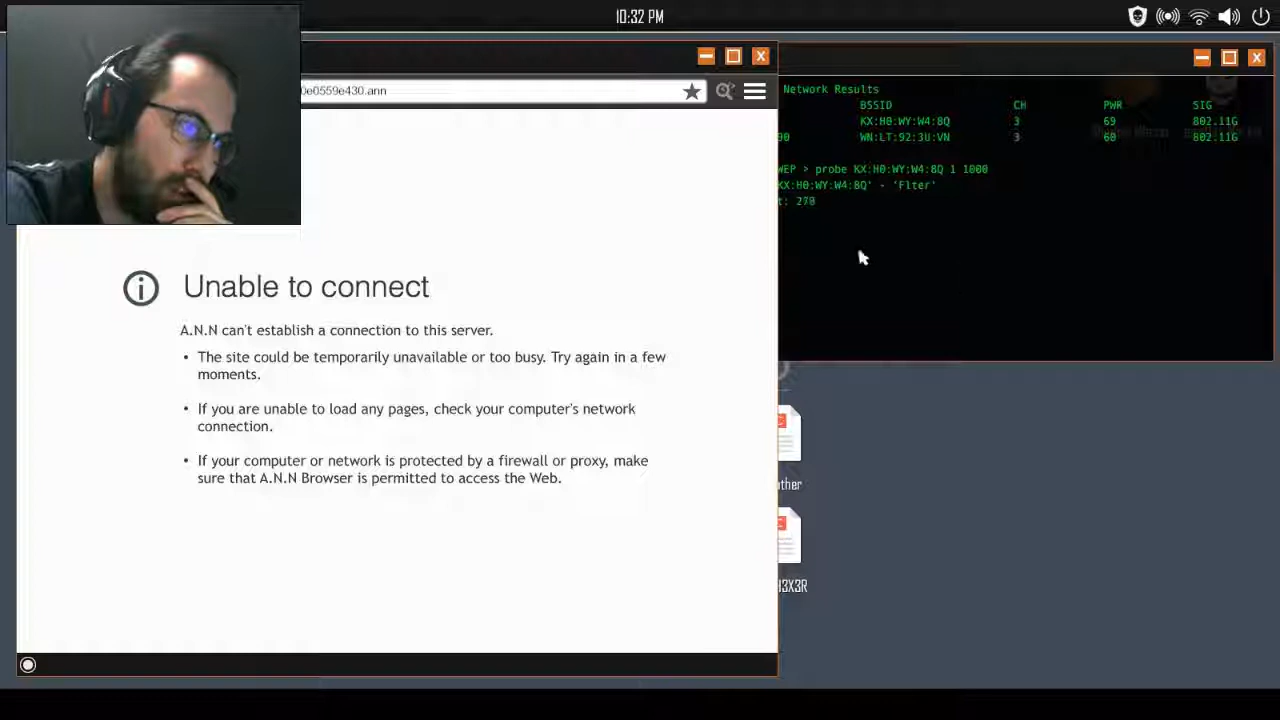 10:32 PM
0e0559e430.ann
Unable to connect
A.N.N can't establish a connection to this server.
• The site could be temporarily unavailable or too busy. Try again in a few
moments.
• If you are unable to load any pages, check your computer's network
connection.
• If your computer or network is protected by a firewall or proxy, make
sure that A.N.N Browser is permitted to access the Web.
Network Results
BSSID CH PWR SIG
KX:H0:WY:W4:8Q 3 69 802.11G
90 WN:LT:92:3U:VN 3 60 802.11G
WEP > probe KX:H0:WY:W4:8Q 1 1000
KX:H0:WY:W4:8Q' - 'Flter'
t: 270
ther
I3X3R